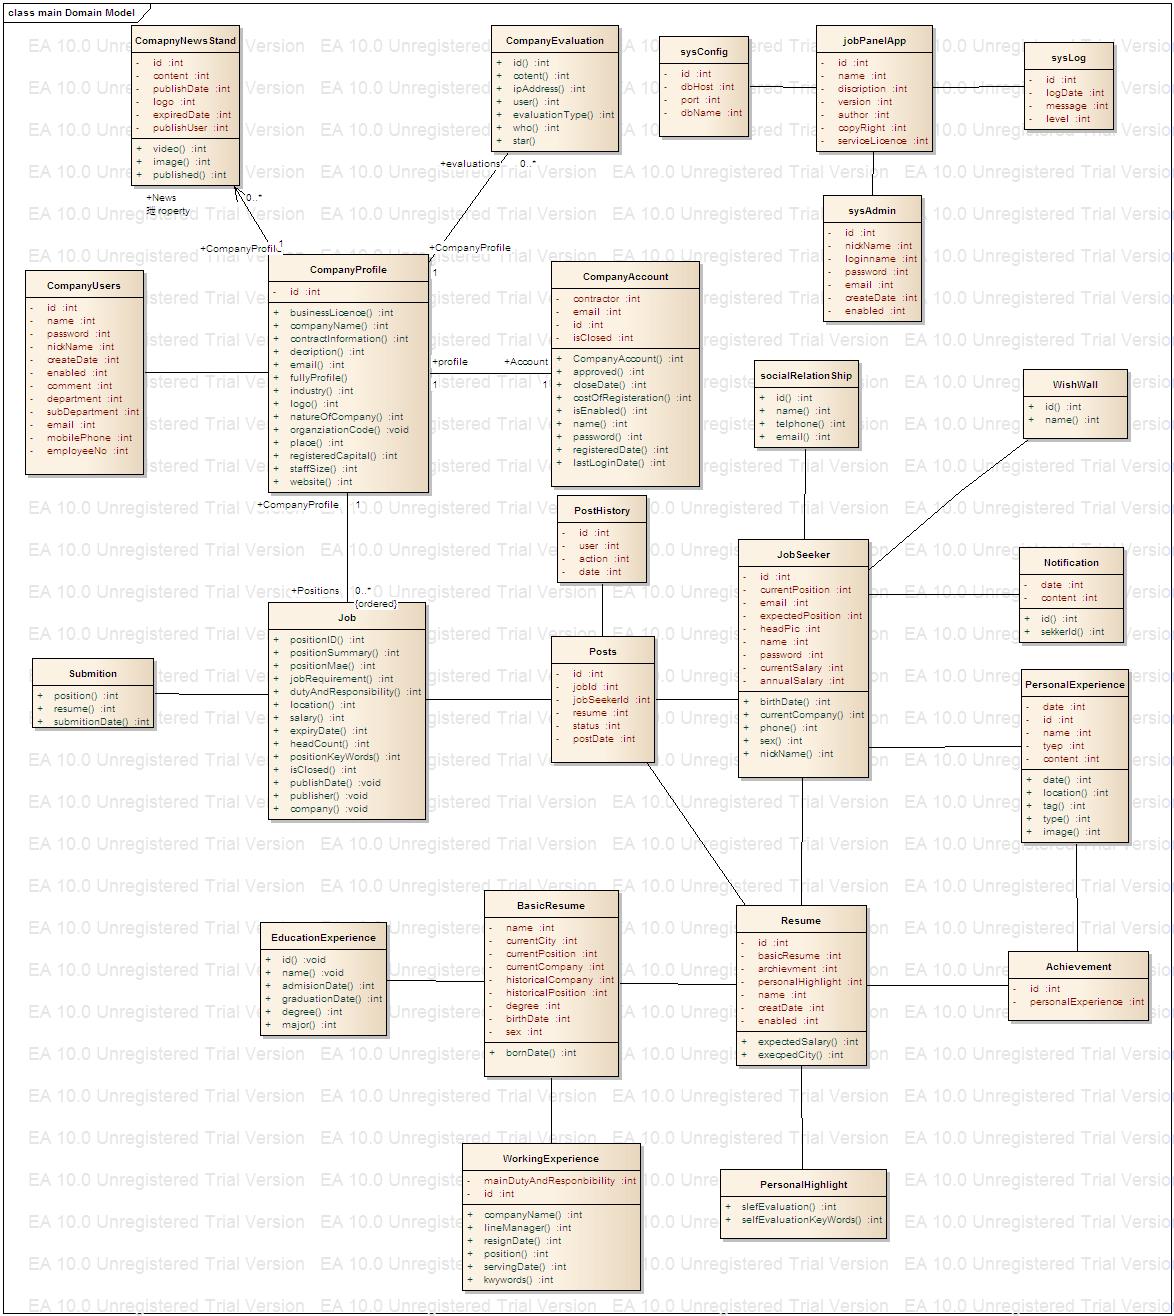 class main Domain Model
ComapnyNewsStand
- id :int
- content :int
- publishDate :int
- logo :int
- expiredDate :int
- publishUser :int
+ video() :int
+ image() :int
+ published() :int
CompanyEvaluation
+ id() :int
+ cotent() :int
+ ipAddress() :int
+ user() :int
+ evaluationType() :int
+ who() :int
+ star()
sysConfig
- id :int
- dbHost :int
- port :int
- dbName :int
jobPanelApp
- id :int
- name :int
- discription :int
- version :int
- author :int
- copyRight :int
- serviceLicence :int
sysLog
- id :int
- logDate :int
- message :int
- level :int
+evaluations
0..*
+News
0..*
roperty
sysAdmin
- id :int
- nickName :int
- loginname :int
- password :int
- email :int
- createDate :int
- enabled :int
+CompanyProfile
1
+CompanyProfile
1
CompanyUsers
- id :int
- name :int
- password :int
- nickName :int
- createDate :int
- enabled :int
- comment :int
- department :int
- subDepartment :int
- email :int
- mobilePhone :int
- employeeNo :int
CompanyProfile
- id :int
+ businessLicence() :int
+ companyName() :int
+ contractInformation() :int
+ decription() :int
+ email() :int
+ fullyProfile()
+ industry() :int
+ logo() :int
+ natureOfCompany() :int
+ organziationCode() :void
+ place() :int
+ registeredCapital() :int
+ staffSize() :int
+ website() :int
+profile
1
+Account
1
CompanyAccount
- contractor :int
- email :int
- id :int
- isClosed :int
+ CompanyAccount() :int
+ approved() :int
+ closeDate() :int
+ costOfRegisteration() :int
+ isEnabled() :int
+ name() :int
+ password() :int
+ registeredDate() :int
+ lastLoginDate() :int
socialRelationShip
+ id() :int
+ name() :int
+ telphone() :int
+ email() :int
WishWall
+ id() :int
+ name() :int
+CompanyProfile
1
+Positions
0..*
{ordered}
PostHistory
- id :int
- user :int
- action :int
- date :int
JobSeeker
- id :int
- currentPosition :int
- email :int
- expectedPosition :int
- headPic :int
- name :int
- password :int
- currentSalary :int
- annualSalary :int
+ birthDate() :int
+ currentCompany() :int
+ phone() :int
+ sex() :int
+ nickName() :int
Notification
- date :int
- content :int
+ id() :int
+ sekkerId() :int
Submition
+ position() :int
+ resume() :int
+ submitionDate() :int
Job
+ positionID() :int
+ positionSummary() :int
+ positionMae() :int
+ jobRequirement() :int
+ dutyAndResponsibility() :int
+ location() :int
+ salary() :int
+ expiryDate() :int
+ headCount() :int
+ positionKeyWords() :int
+ isClosed() :int
+ publishDate() :void
+ publisher() :void
+ company() :void
Posts
- id :int
- jobId :int
- jobSeekerId :int
- resume :int
- status :int
- postDate :int
PersonalExperience
- date :int
- id :int
- name :int
- tyep :int
- content :int
+ date() :int
+ location() :int
+ tag() :int
+ type() :int
+ image() :int
EducationExperience
+ id() :void
+ name() :void
+ admisionDate() :int
+ graduationDate() :int
+ degree() :int
+ major() :int
BasicResume
- name :int
- currentCity :int
- currentPosition :int
- currentCompany :int
- historicalCompany :int
- historicalPosition :int
- degree :int
- birthDate :int
- sex :int
+ bornDate() :int
Resume
- id :int
- basicResume :int
- archievment :int
- personalHighlight :int
- name :int
- creatDate :int
- enabled :int
+ expectedSalary() :int
+ execpedCity() :int
Achievement
- id :int
- personalExperience :int
WorkingExperience
- mainDutyAndResponbibility :int
- id :int
+ companyName() :int
+ lineManager() :int
+ resignDate() :int
+ position() :int
+ servingDate() :int
+ kwywords() :int
PersonalHighlight
+ slefEvaluation() :int
+ selfEvaluationKeyWords() :int